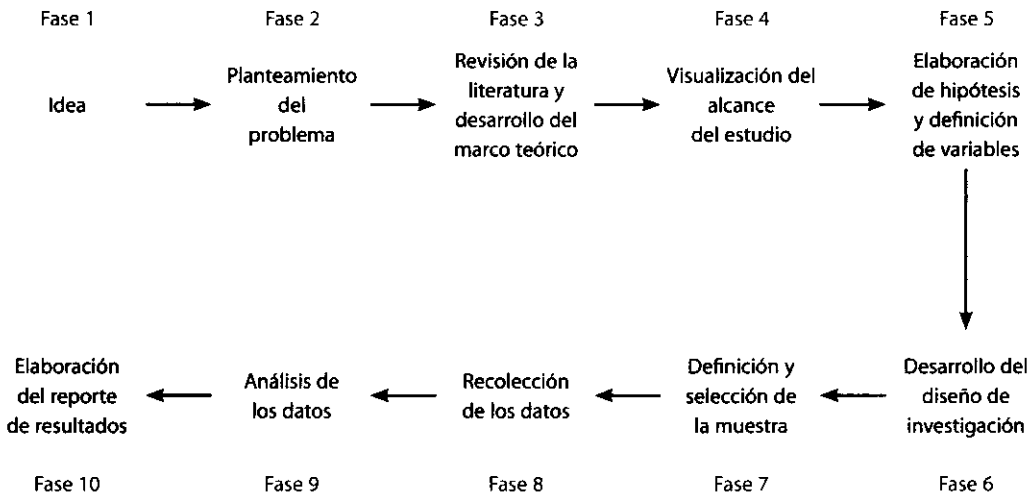 Fase 1
Fase 2
Fase 3
Fase 4
Fase 5
Idea
Planteamiento
del
problema
Revisión de la
literatura y
desarrollo del
marco teórico
Visualización del
alcance
del estudio
Elaboración
de hipótesis
y definición
de variables
Elaboración
del reporte
de resultados
Análisis de
los datos
Recolección
de los datos
Definición y
selección de
la muestra
Desarrollo del
diseño de
investigación
Fase 10
Fase 9
Fase 8
Fase 7
Fase 6